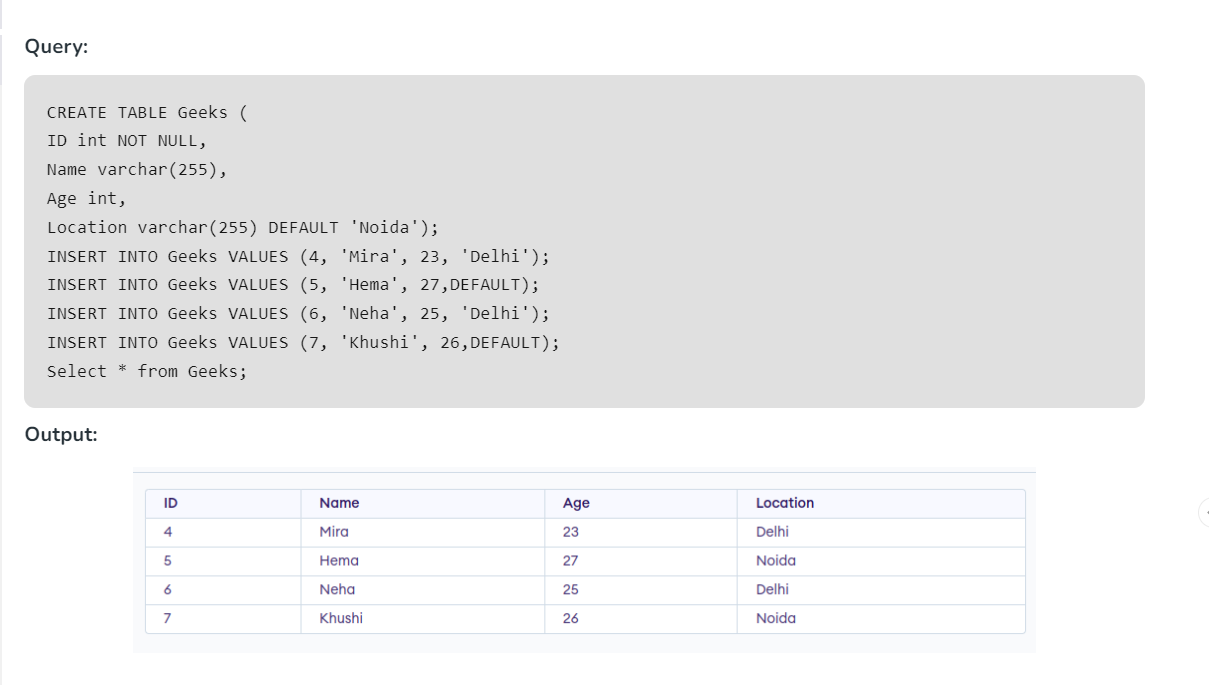 Query:
CREATE TABLE Geeks (
ID int NOT NULL,
Name varchar(255),
Age int,
Location varchar(255) DEFAULT 'Noida');
INSERT INTO Geeks VALUES (4, 'Mira', 23, 'Delhi');
INSERT INTO Geeks VALUES (5, 'Hema', 27,DEFAULT);
INSERT INTO Geeks VALUES (6, 'Neha', 25, 'Delhi');
INSERT INTO Geeks VALUES (7, 'Khushi', 26,DEFAULT);
Select * from Geeks;
Output:
ID Name Age Location
4 Mira 23 Delhi
5 Hema 27 Noida
6 Neha 25 Delhi
7 Khushi 26 Noida